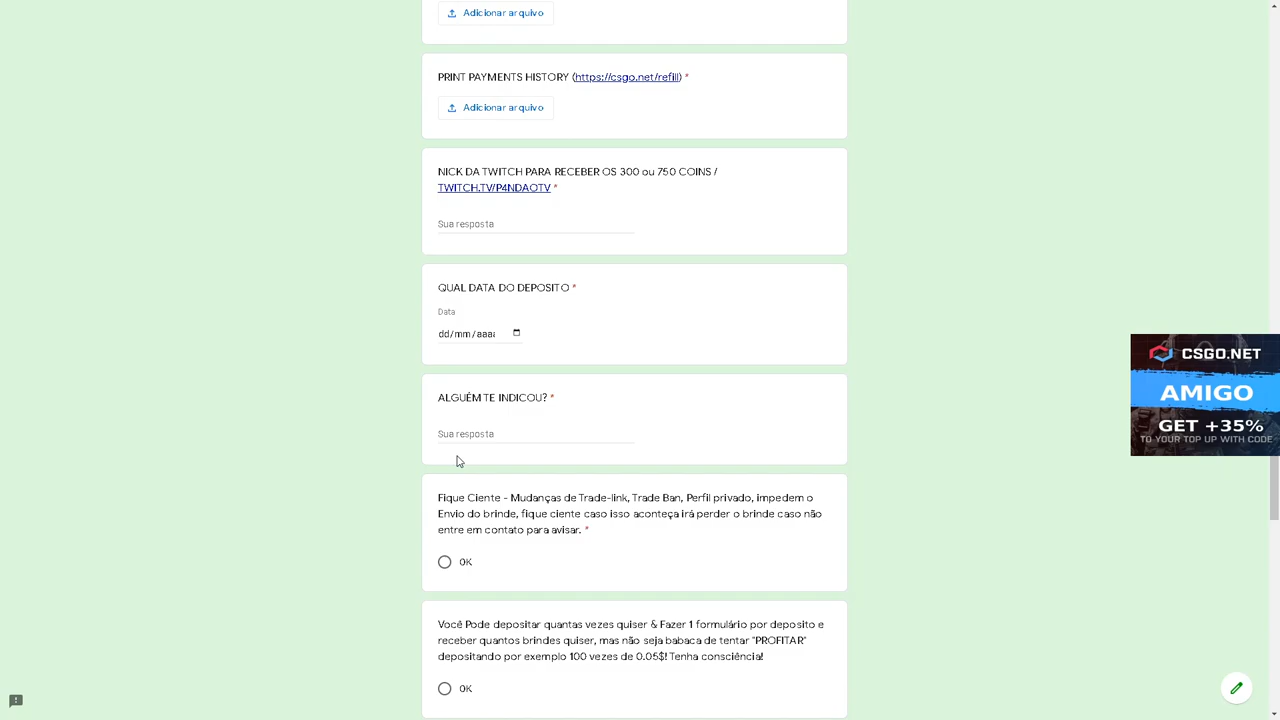 Adicionar arquivo
PRINT PAYMENTS HISTORY (https://csgo.net/refill) *
Adicionar arquivo
NICK DA TWITCH PARA RECEBER OS 300 ou 750 COINS /
TWITCH.TV/P4NDAOTV *
Sua resposta
QUAL DATA DO DEPOSITO *
Data
dd/mm/aaaa
ALGUÉM TE INDICOU? *
Sua resposta
CSGO.NET
AMIGO
GET +35%
TO YOUR TOP UP WITH CODE
Fique Ciente - Mudanças de Trade-link, Trade Ban, Perfil privado, impedem o
Envio do brinde, fique ciente caso isso aconteça irá perder o brinde caso não
entre em contato para avisar. *
OK
Você Pode depositar quantas vezes quiser & Fazer 1 formulário por deposito e
receber quantos brindes quiser, mas não seja babaca de tentar "PROFITAR"
depositando por exemplo 100 vezes de 0.05$! Tenha consciência!
OK